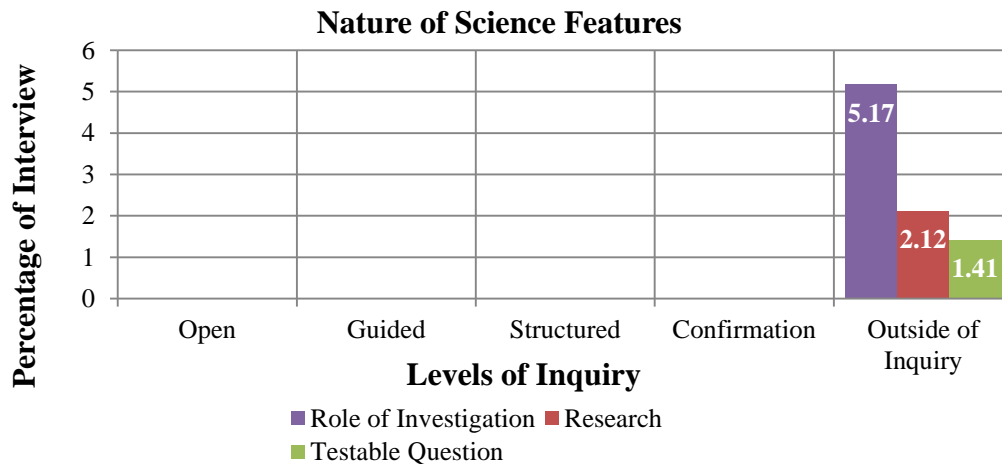 Nature of Science Features
Percentage of Interview
6
5
4
3
2
1
0
5.17
2.12
1.41
Open
Guided
Structured
Confirmation
Outside of
Inquiry
Levels of Inquiry
Role of Investigation
Research
Testable Question